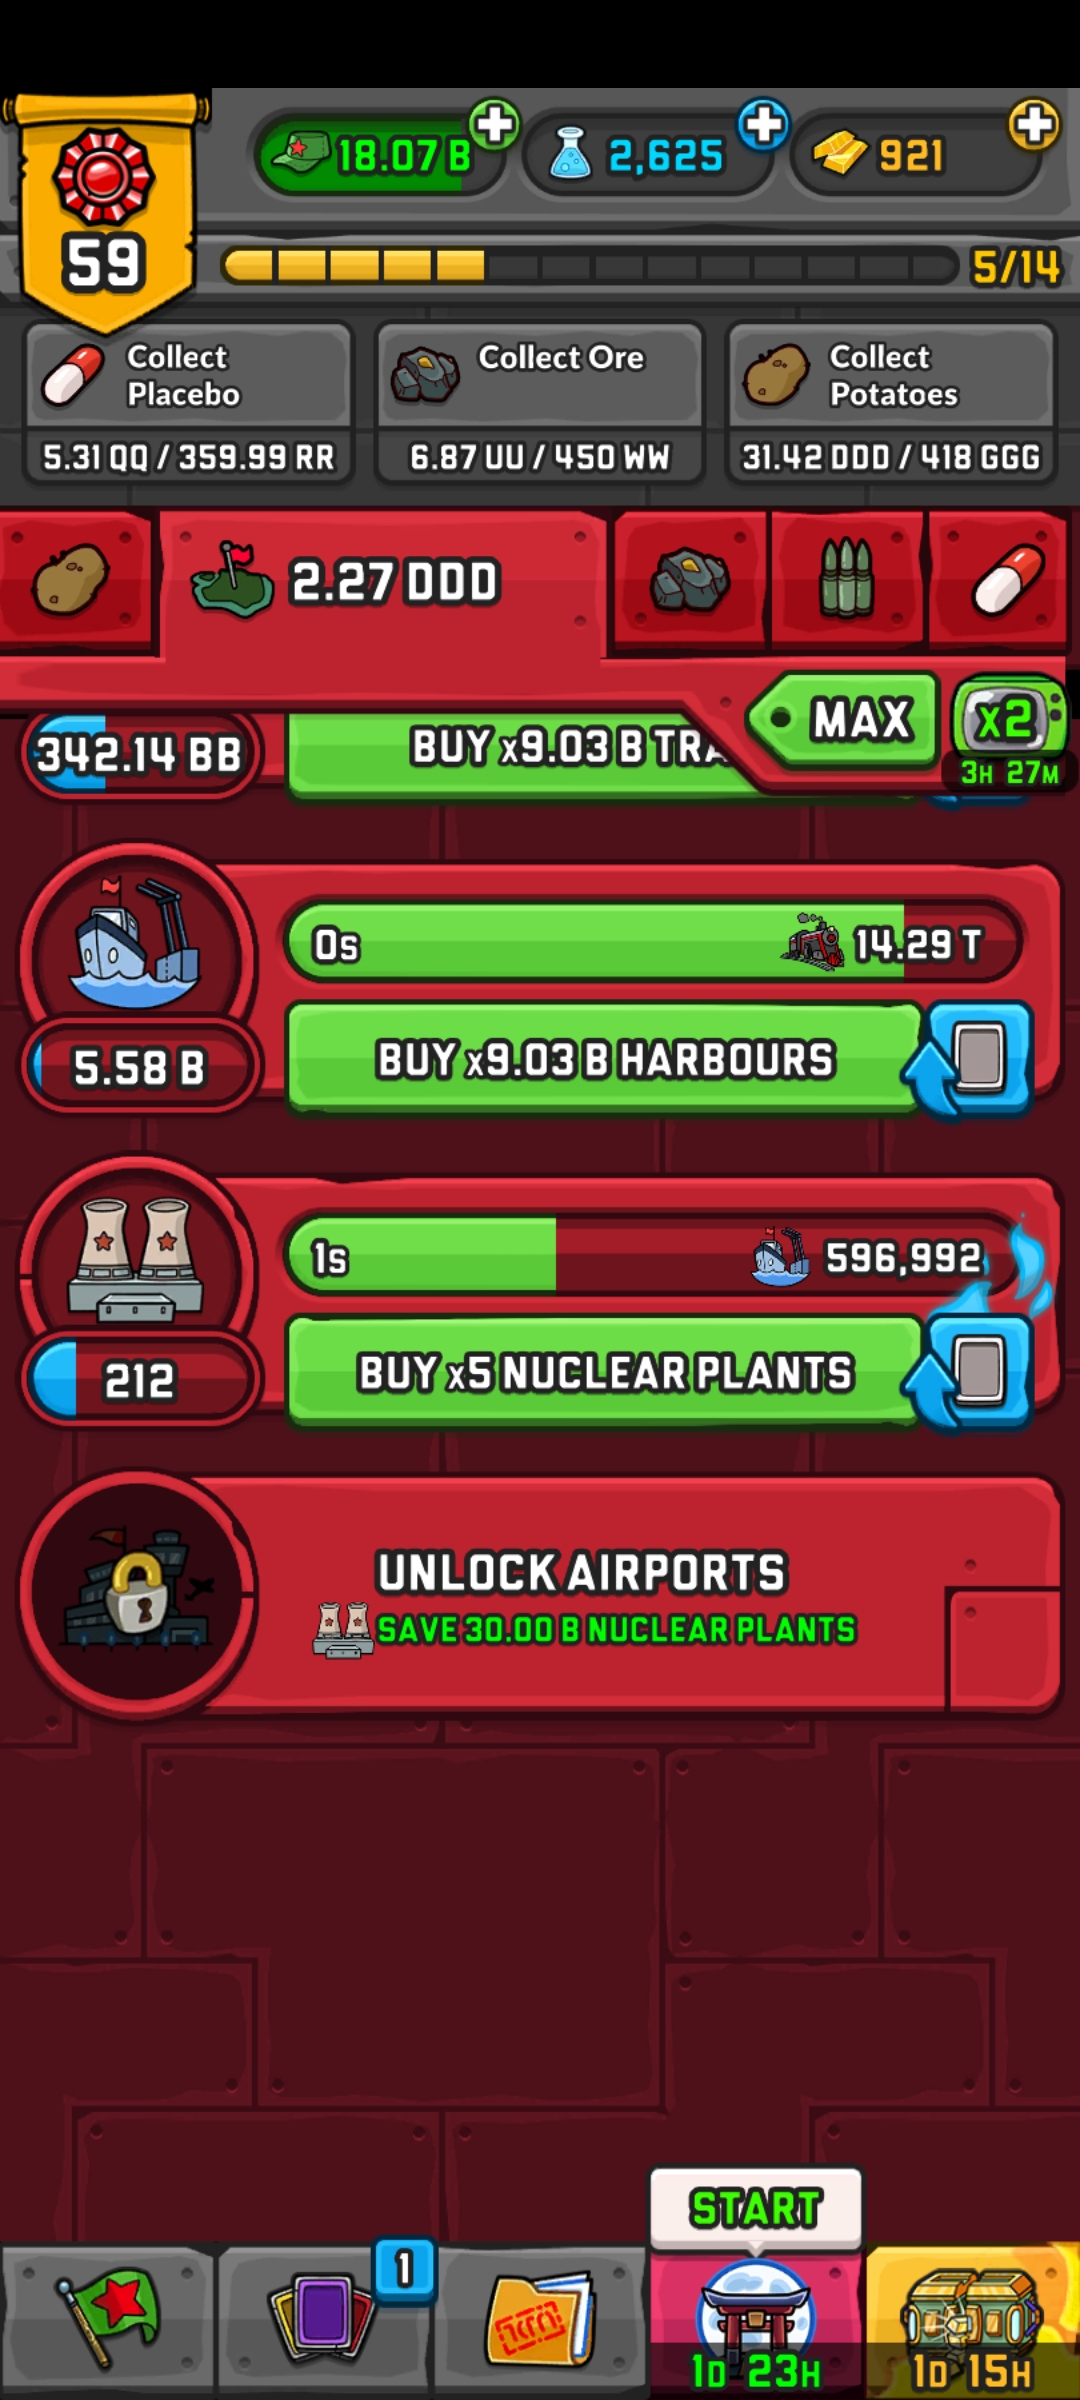 18.07 B
2,625
921
59
5/14
Collect
Placebo
5.31 QQ / 359.99 RR
Collect Ore
6.87 UU / 450 WW
Collect
Potatoes
31.42 DDD / 418 GGG
2.27 DDD
MAX
x2
3H 27M
342.14 BB
BUY x9.03 B TRA
0s
14.29 T
5.58 B
BUY x9.03 B HARBOURS
1s
596,992
212
BUY x5 NUCLEAR PLANTS
UNLOCK AIRPORTS
SAVE 30.00 B NUCLEAR PLANTS
START
1
1D 23H
1D 15H